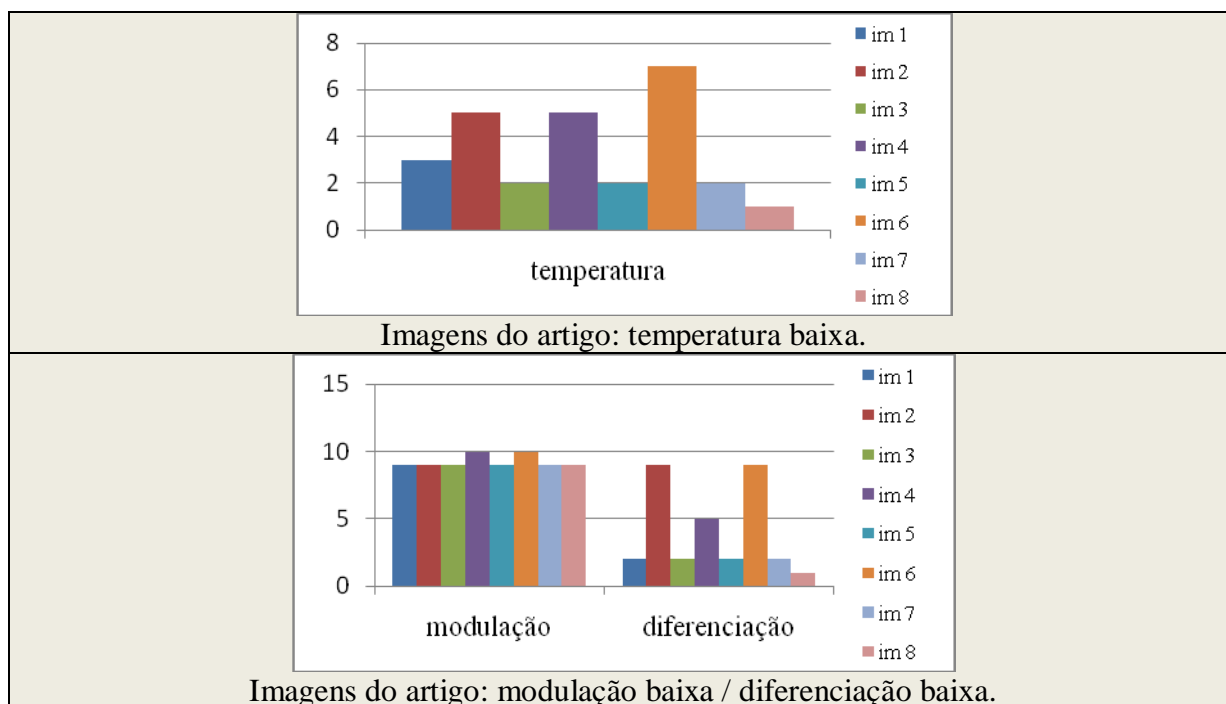 8
6
4
2
0
temperatura
im 1
im 2
im 3
im 4
im 5
im 6
im 7
im 8
Imagens do artigo: temperatura baixa.
15
10
5
0
modulação diferenciação
im 1
im 2
im 3
im 4
im 5
im 6
im 7
im 8
Imagens do artigo: modulação baixa / diferenciação baixa.